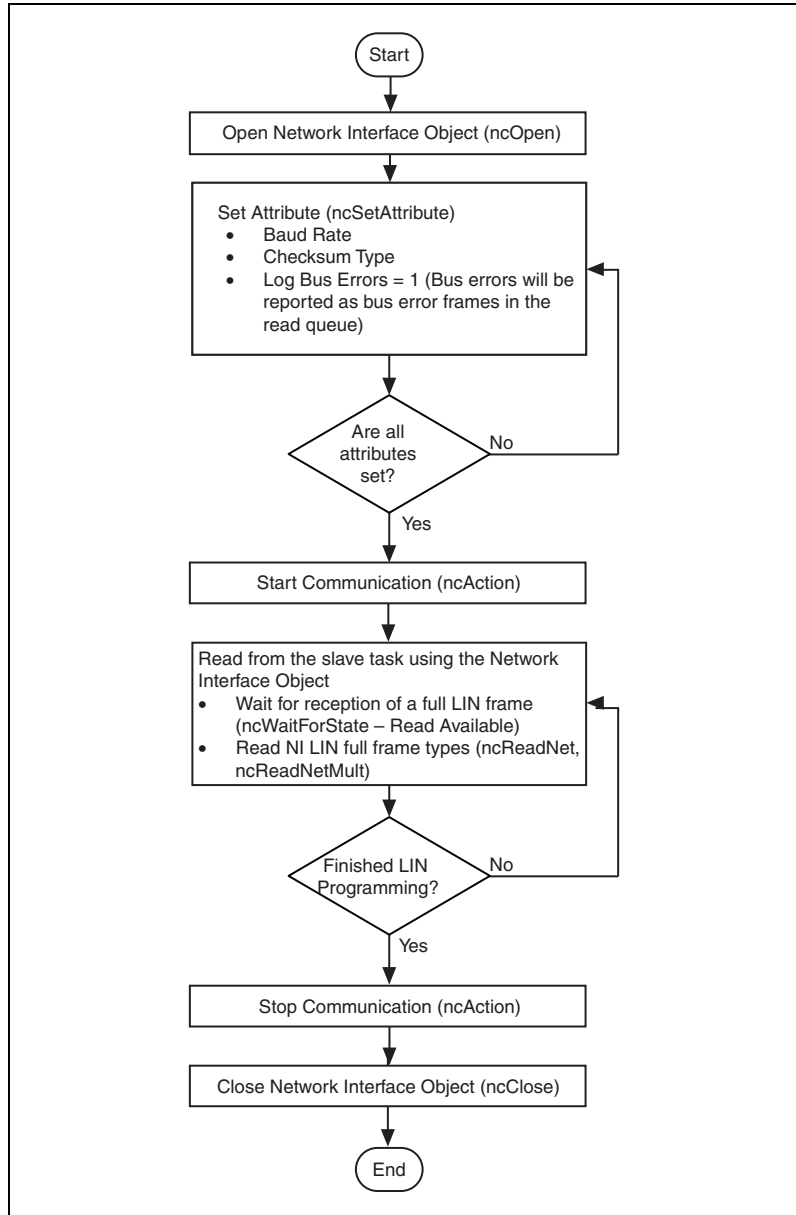 Start
Open Network Interface Object (ncOpen)
Set Attribute (ncSetAttribute)
• Baud Rate
• Checksum Type
• Log Bus Errors = 1 (Bus errors will be
reported as bus error frames in the
read queue)
Are all
attributes
set?
No
Yes
Start Communication (ncAction)
Read from the slave task using the Network
Interface Object
• Wait for reception of a full LIN frame
(ncWaitForState – Read Available)
• Read NI LIN full frame types (ncReadNet,
ncReadNetMult)
Finished LIN
Programming?
No
Yes
Stop Communication (ncAction)
Close Network Interface Object (ncClose)
End